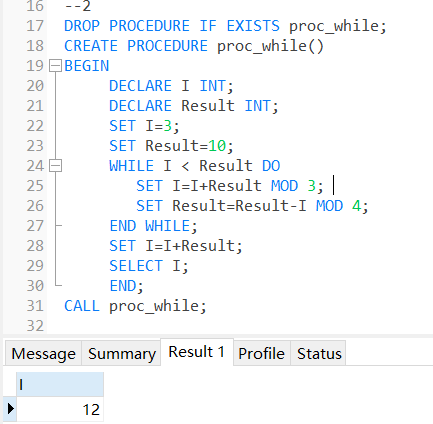 16 --2
17 DROP PROCEDURE IF EXISTS proc_while;
18 CREATE PROCEDURE proc_while()
19 BEGIN
20 DECLARE I INT;
21 DECLARE Result INT;
22 SET I=3;
23 SET Result=10;
24 WHILE I < Result DO
25 SET I=I+Result MOD 3;
26 SET Result=Result-I MOD 4;
27 END WHILE;
28 SET I=I+Result;
29 SELECT I;
30 END;
31 CALL proc_while;
32
Message Summary Result 1 Profile Status
I
12